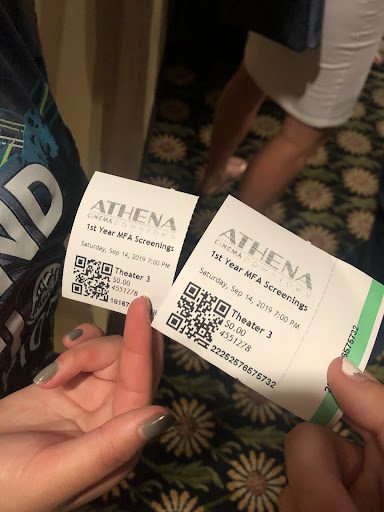 ATHENA
CINEMA
1st Year MFA Screenings
Saturday, Sep 14, 2019 7:00 PM
Theater 3
$0.00
4551278
ATHENA
CINEMA
1st Year MFA Screenings
Saturday, Sep 14, 2019 7:00 PM
Theater 3
$0.00
4551278
22252576575732